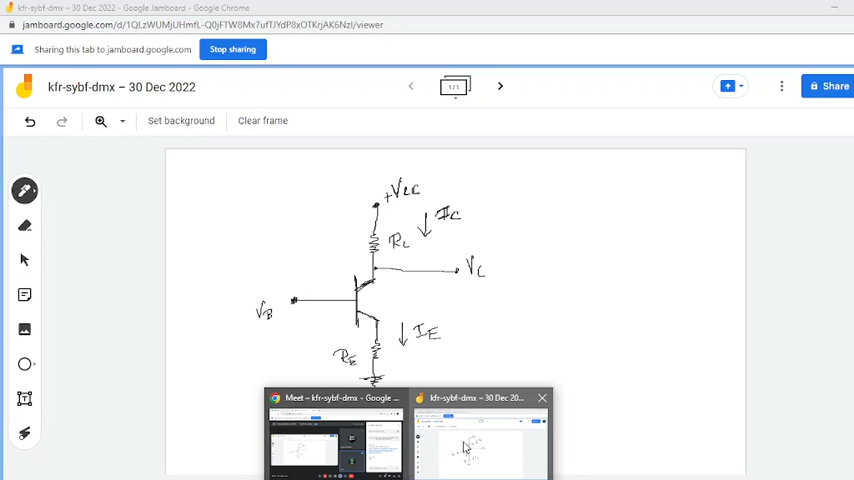 kfr-sybf-dmx – 30 Dec 2022 - Google Jamboard - Google Chrome
jamboard.google.com/d/1QLzWUMjUHmfL-Q0jFTW8Mx7ufTJYdP8xOTKrjAK6NzI/viewer
Sharing this tab to jamboard.google.com Stop sharing
kfr-sybf-dmx – 30 Dec 2022 1/1 Share
Set background Clear frame
+VCC
IC
RC
VC
VB
IE
RE
Meet – kfr-sybf-dmx - Google ... kfr-sybf-dmx – 30 Dec 20...